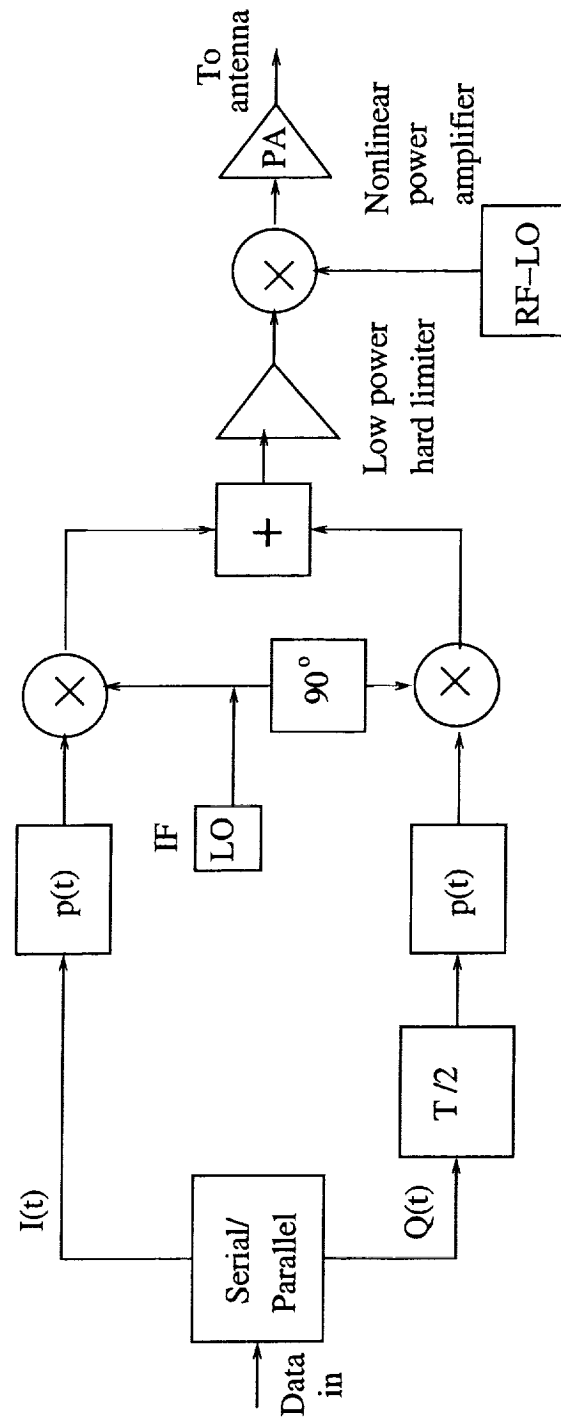 Data
in
Serial/
Parallel
I(t)
Q(t)
T/2
p(t)
p(t)
IF
LO
90°
+
Low power
hard limiter
RF-LO
Nonlinear
power
amplifier
PA
To
antenna